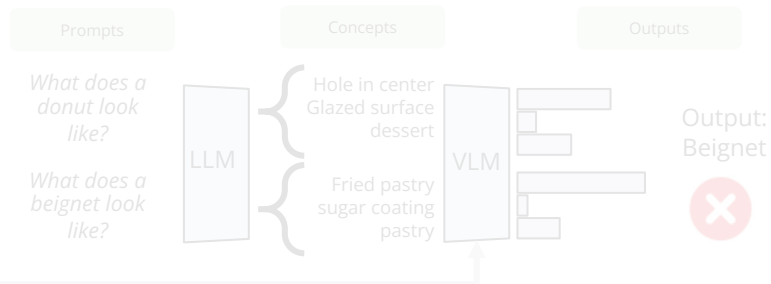 Prompts
Concepts
Outputs
What does a
donut look
like?
LLM
Hole in center
Glazed surface
dessert
VLM
Output:
Beignet
What does a
beignet look
like?
Fried pastry
sugar coating
pastry